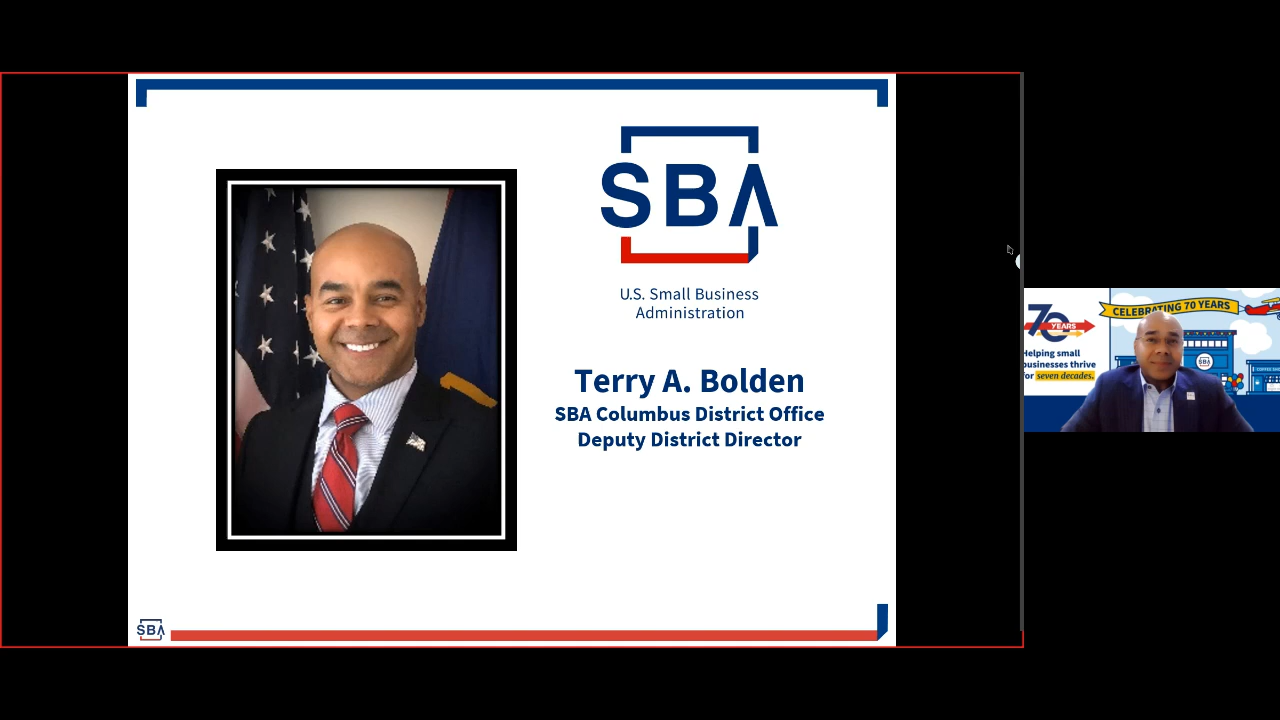 SBA
U.S. Small Business
Administration
Terry A. Bolden
SBA Columbus District Office
Deputy District Director
SBA
70
YEARS
Helping small
businesses thrive
for seven decades.
CELEBRATING 70 YEARS
SBA